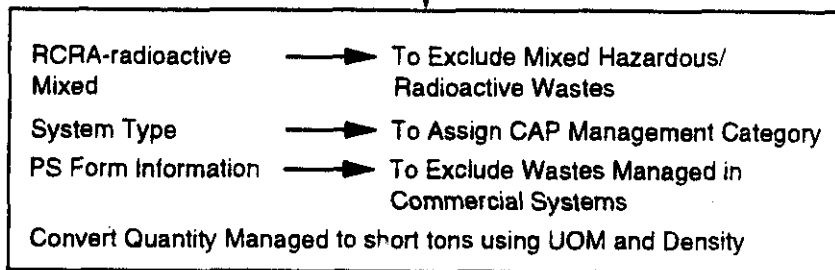 RCRA-radioactive To Exclude Mixed Hazardous/
Mixed Radioactive Wastes
System Type To Assign CAP Management Category
PS Form Information To Exclude Wastes Managed in
Commercial Systems
Convert Quantity Managed to short tons using UOM and Density